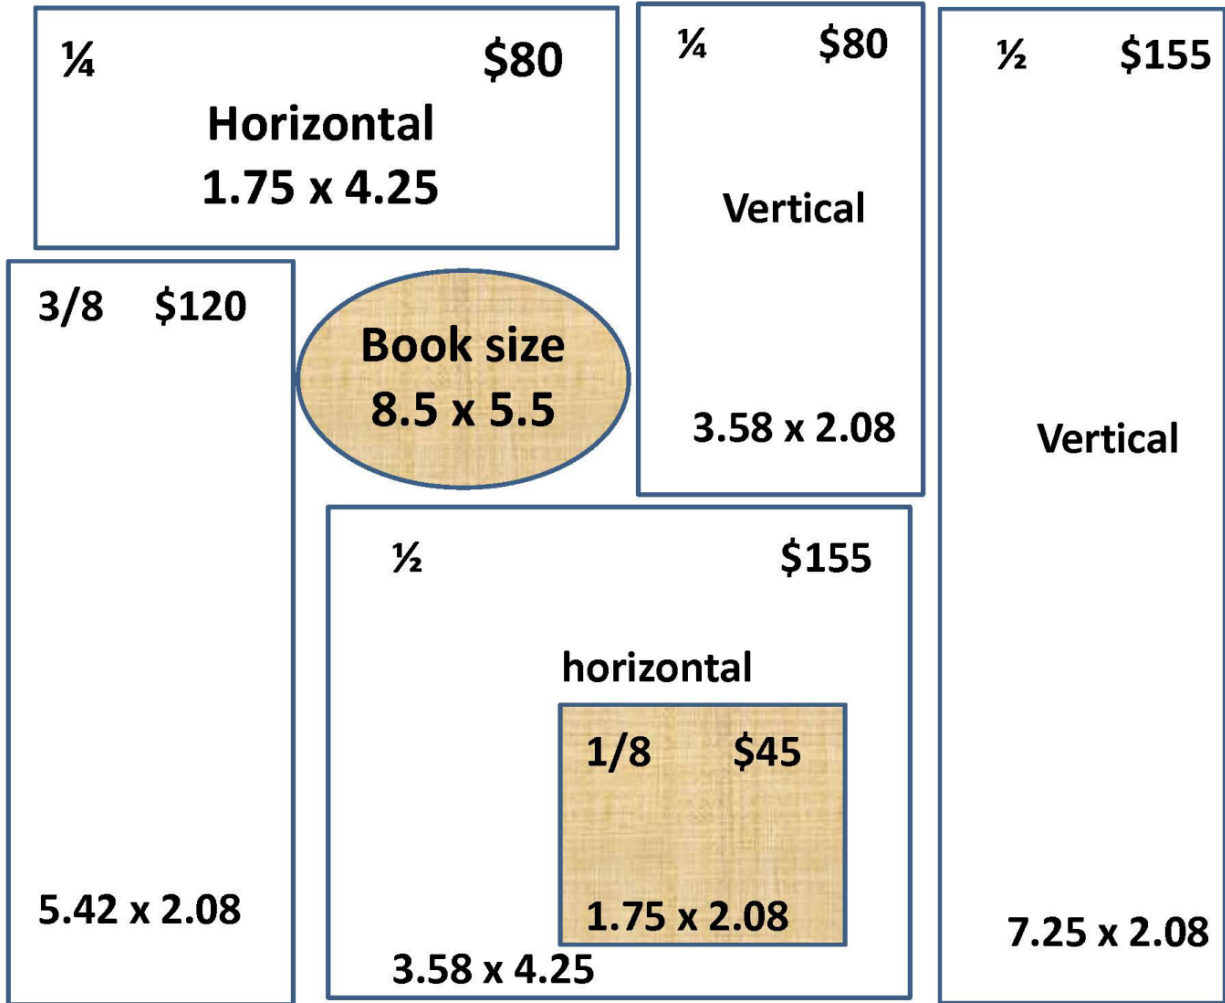 ¼ $80
Horizontal
1.75 x 4.25
¼ $80
Vertical
3.58 x 2.08
½ $155
Vertical
7.25 x 2.08
3/8 $120
5.42 x 2.08
Book size
8.5 x 5.5
½ $155
horizontal
1/8 $45
1.75 x 2.08
3.58 x 4.25